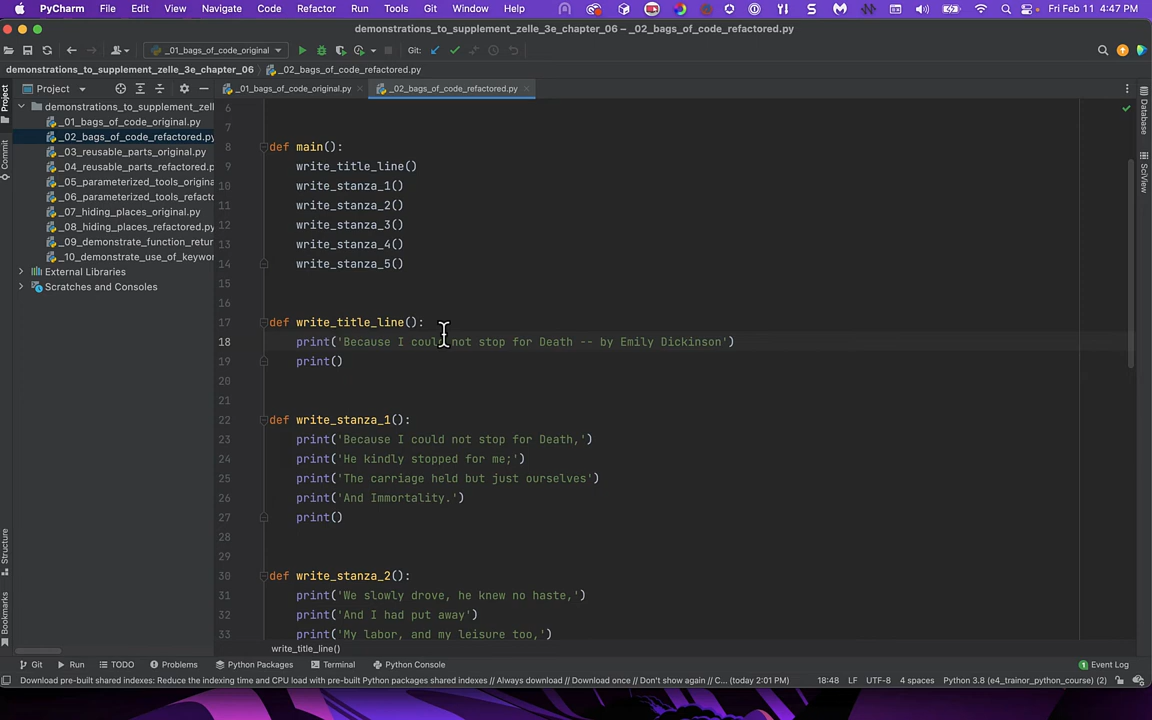 PyCharm File Edit View Navigate Code Refactor Run Tools Git Window Help Fri Feb 11 4:47 PM
demonstrations_to_supplement_zelle_3e_chapter_06 – _02_bags_of_code_refactored.py
_01_bags_of_code_original Git:
demonstrations_to_supplement_zelle_3e_chapter_06 _02_bags_of_code_refactored.py
Project _01_bags_of_code_original.py _02_bags_of_code_refactored.py
Project
Commit
Structure
Bookmarks
Database
SciView
demonstrations_to_supplement_zell
_01_bags_of_code_original.py
_02_bags_of_code_refactored.py
_03_reusable_parts_original.py
_04_reusable_parts_refactored.p
_05_parameterized_tools_origina
_06_parameterized_tools_refacto
_07_hiding_places_original.py
_08_hiding_places_refactored.py
_09_demonstrate_function_retur
_10_demonstrate_use_of_keywor
External Libraries
Scratches and Consoles
6
7
8 def main():
9 write_title_line()
10 write_stanza_1()
11 write_stanza_2()
12 write_stanza_3()
13 write_stanza_4()
14 write_stanza_5()
15
16
17 def write_title_line():
18 print('Because I could not stop for Death -- by Emily Dickinson')
19 print()
20
21
22 def write_stanza_1():
23 print('Because I could not stop for Death,')
24 print('He kindly stopped for me;')
25 print('The carriage held but just ourselves')
26 print('And Immortality.')
27 print()
28
29
30 def write_stanza_2():
31 print('We slowly drove, he knew no haste,')
32 print('And I had put away')
33 print('My labor, and my leisure too,')
write_title_line()
Git Run TODO Problems Python Packages Terminal Python Console 1 Event Log
Download pre-built shared indexes: Reduce the indexing time and CPU load with pre-built Python packages shared indexes // Always download // Download once // Don't show again // C... (today 2:01 PM) 18:48 LF UTF-8 4 spaces Python 3.8 (e4_trainor_python_course) (2)